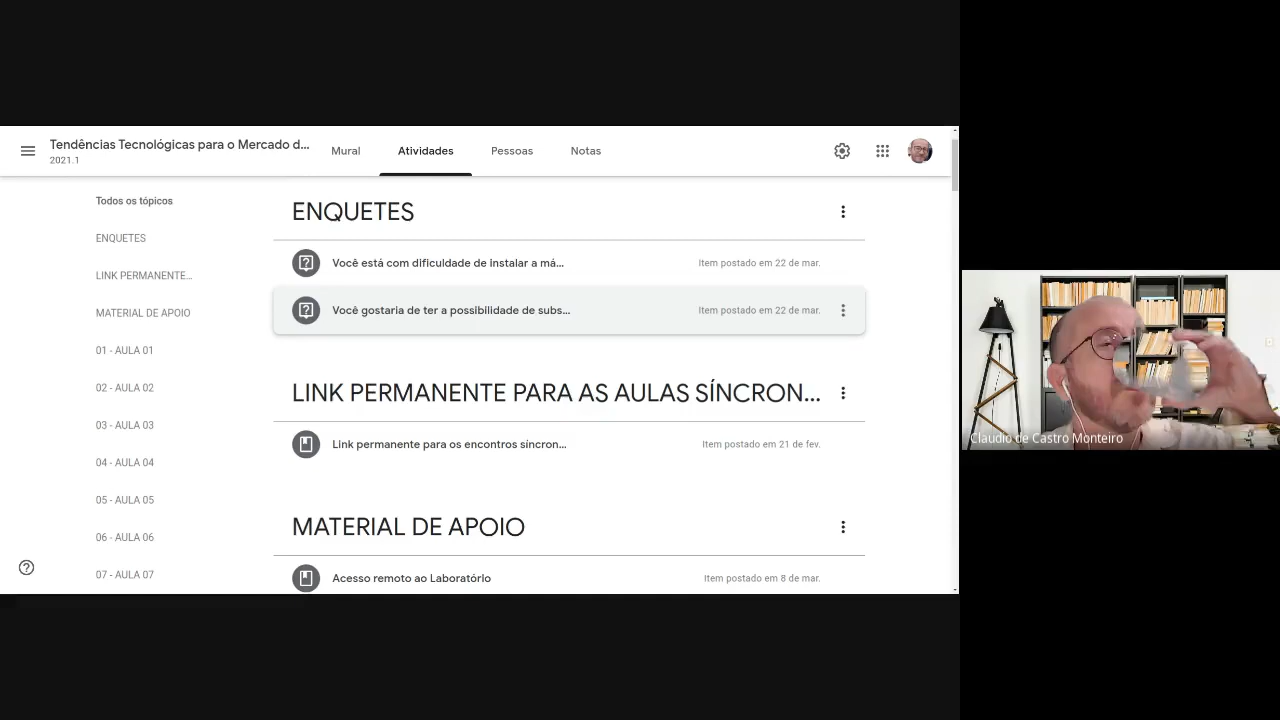 Tendências Tecnológicas para o Mercado d...
2021.1
Mural
Atividades
Pessoas
Notas
Todos os tópicos
ENQUETES
LINK PERMANENTE...
MATERIAL DE APOIO
01 - AULA 01
02 - AULA 02
03 - AULA 03
04 - AULA 04
05 - AULA 05
06 - AULA 06
07 - AULA 07
ENQUETES
Você está com dificuldade de instalar a má... Item postado em 22 de mar.
Você gostaria de ter a possibilidade de subs... Item postado em 22 de mar.
LINK PERMANENTE PARA AS AULAS SÍNCRON...
Link permanente para os encontros síncron... Item postado em 21 de fev.
MATERIAL DE APOIO
Acesso remoto ao Laboratório Item postado em 8 de mar.
Claudio de Castro Monteiro